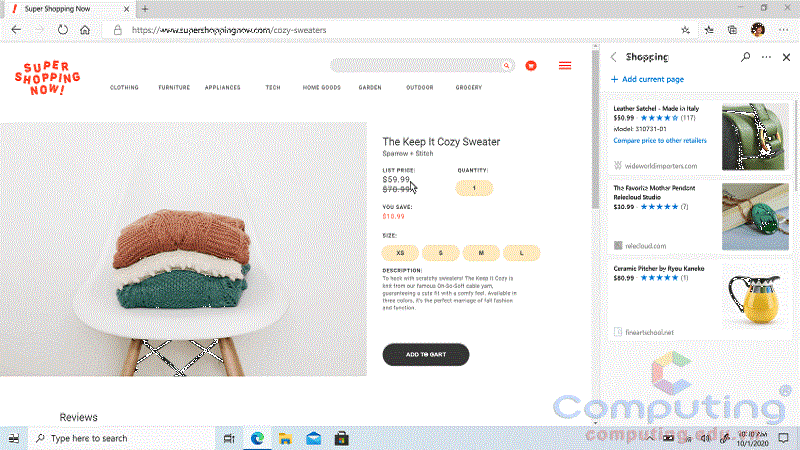 Super Shopping Now
https://www.supershoppingnow.com/cozy-sweaters
SUPER
SHOPPING
NOW!
CLOTHING FURNITURE APPLIANCES TECH HOME GOODS GARDEN OUTDOOR GROCERY
The Keep It Cozy Sweater
Sparrow + Stitch
LIST PRICE: QUANTITY:
$59.99 1
$70.99
YOU SAVE:
$10.99
SIZE:
XS S M L
DESCRIPTION:
To heck with scratchy sweaters! The Keep It Cozy is
knit from our famous Oh-So-Soft cable yarn,
guaranteeing a cute fit with a comfy feel. Available in
three colors, it's the perfect marriage of fall fashion
and function.
ADD TO CART
Reviews
Shopping
Add current page
Leather Satchel - Made in Italy
$50.99 (117)
Model: 310731-01
Compare price to other retailers
wideworldimporters.com
The Favorite Mother Pendant
Relecloud Studio
$30.99 (7)
relecloud.com
Ceramic Pitcher by Ryou Kaneko
$80.99 (1)
fineartschool.net
Computing
computing.edu.vn
Type here to search
10:10 AM
10/1/2020